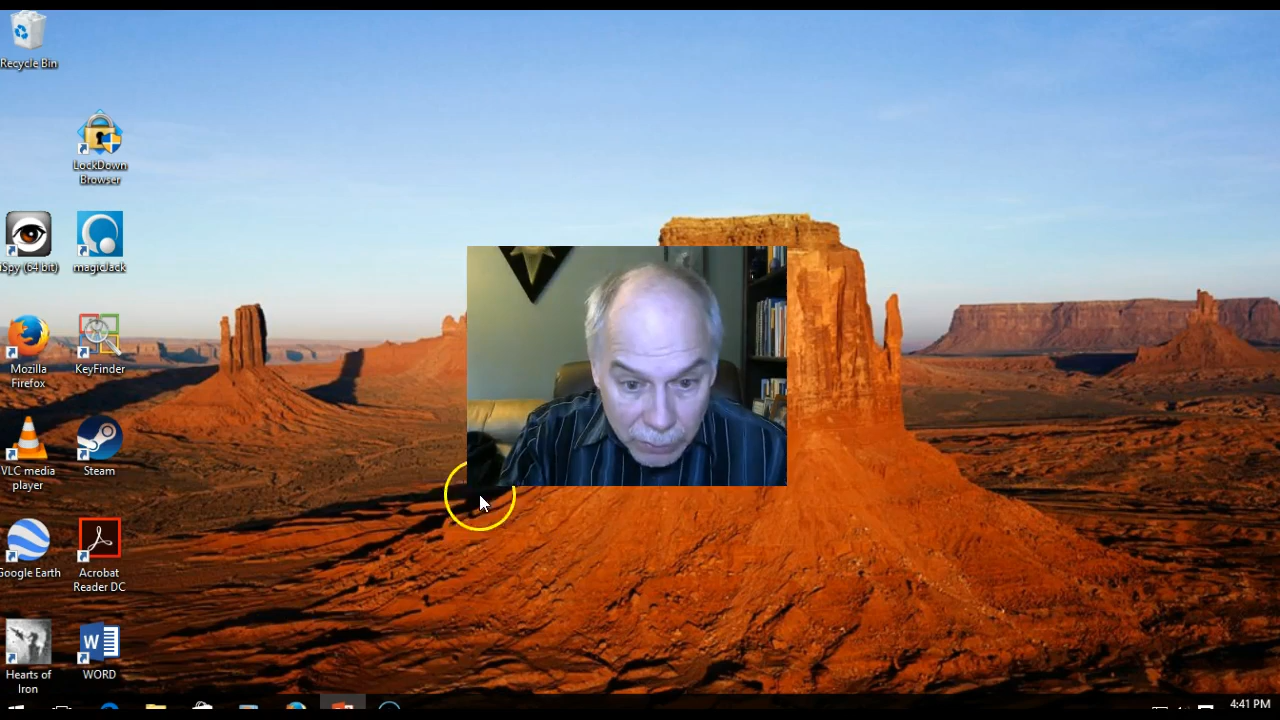 Recycle Bin
LockDown
Browser
iSpy (64 bit)
magicJack
Mozilla
Firefox
KeyFinder
VLC media
player
Steam
Google Earth
Acrobat
Reader DC
Hearts of
Iron
W
WORD
4:41 PM